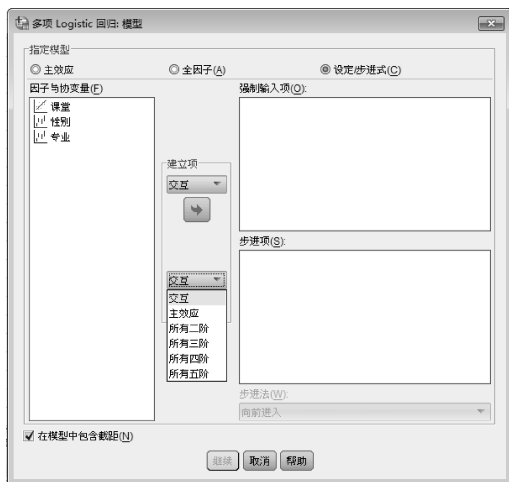 多项 Logistic 回归: 模型
指定模型
主效应
全因子(A)
设定/步进式(C)
因子与协变量(F)
课堂
性别
专业
建立项
交互
交互
交互
主效应
所有二阶
所有三阶
所有四阶
所有五阶
强制输入项(O):
步进项(S):
步进法(W):
向前进入
在模型中包含截距(N)
继续
取消
帮助